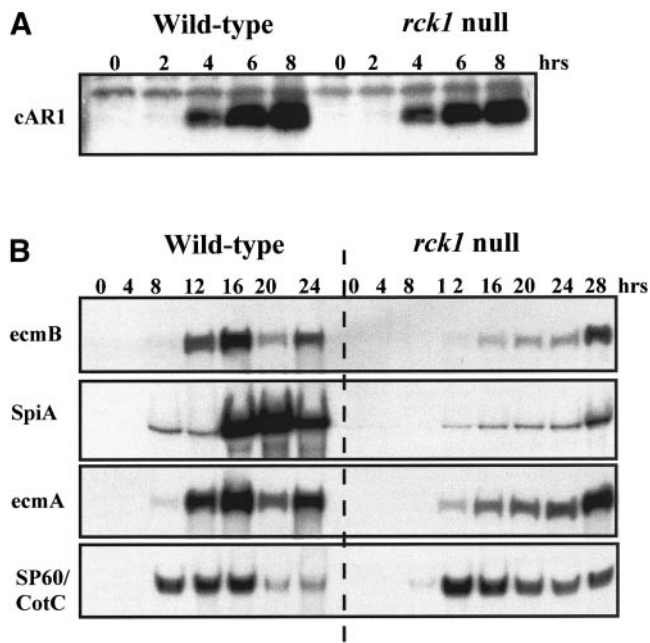 A
Wild-type rck1 null
0 2 4 6 8 0 2 4 6 8 hrs
cAR1
B
Wild-type rck1 null
0 4 8 12 16 20 24 0 4 8 12 16 20 24 28 hrs
ecmB
SpiA
ecmA
SP60/
CotC